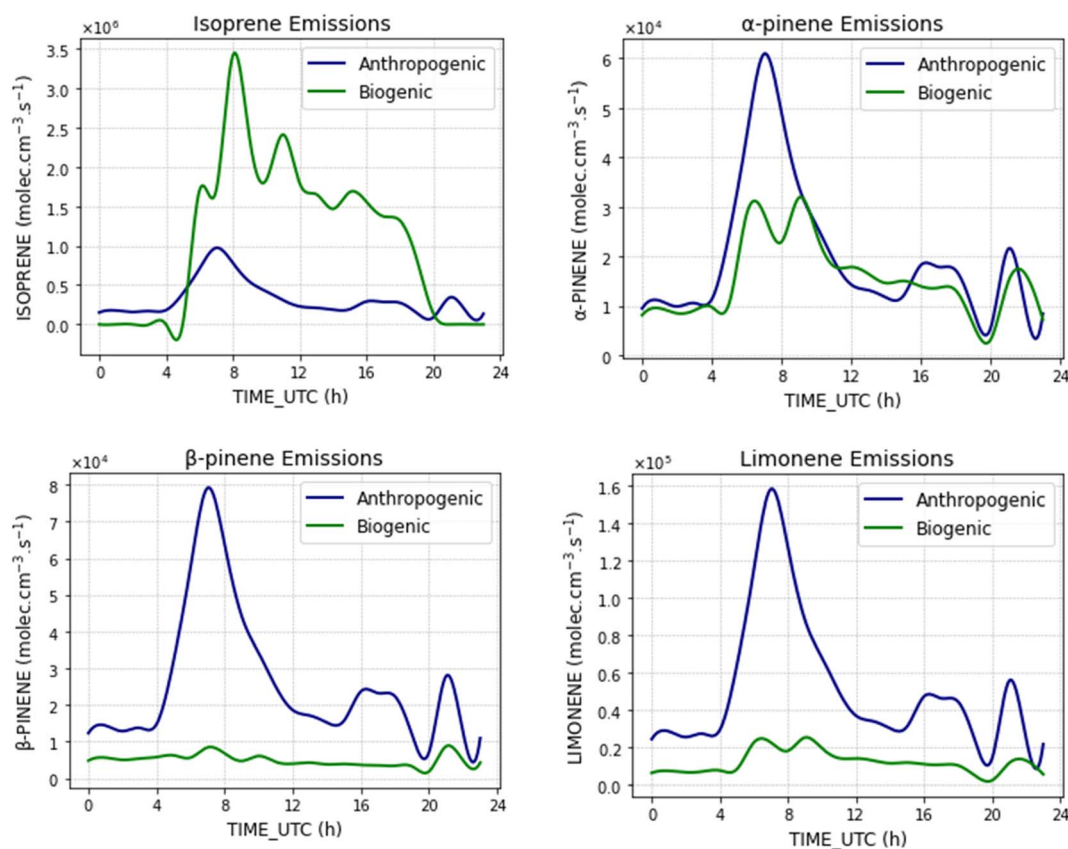 Isoprene Emissions
×10⁶
3.5
3.0
2.5
2.0
1.5
1.0
0.5
0.0
ISOPRENE (molec.cm⁻³.s⁻¹)
Anthropogenic
Biogenic
0 4 8 12 16 20 24
TIME_UTC (h)
α-pinene Emissions
×10⁴
6
5
4
3
2
1
0
α-PINENE (molec.cm⁻³.s⁻¹)
Anthropogenic
Biogenic
0 4 8 12 16 20 24
TIME_UTC (h)
β-pinene Emissions
×10⁴
8
7
6
5
4
3
2
1
0
β-PINENE (molec.cm⁻³.s⁻¹)
Anthropogenic
Biogenic
0 4 8 12 16 20 24
TIME_UTC (h)
Limonene Emissions
×10⁵
1.6
1.4
1.2
1.0
0.8
0.6
0.4
0.2
0.0
LIMONENE (molec.cm⁻³.s⁻¹)
Anthropogenic
Biogenic
0 4 8 12 16 20 24
TIME_UTC (h)